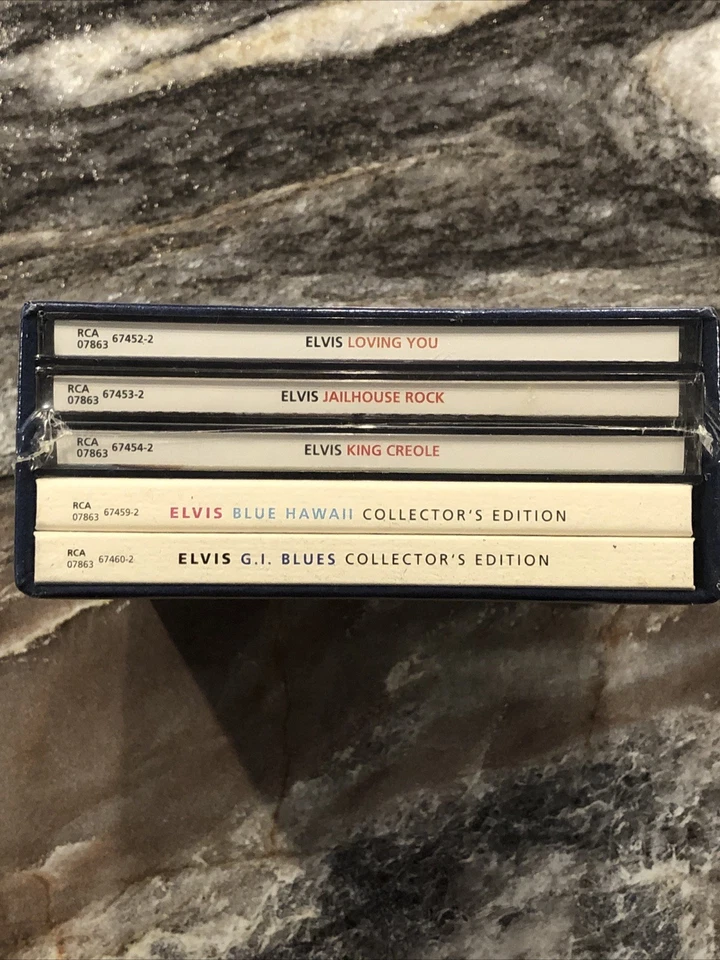 RCA
07863 67452-2 ELVIS LOVING YOU
RCA
07863 67453-2 ELVIS JAILHOUSE ROCK
RCA
07863 67454-2 ELVIS KING CREOLE
RCA
07863 67459-2 ELVIS BLUE HAWAII COLLECTOR'S EDITION
RCA
07863 67460-2 ELVIS G.I. BLUES COLLECTOR'S EDITION